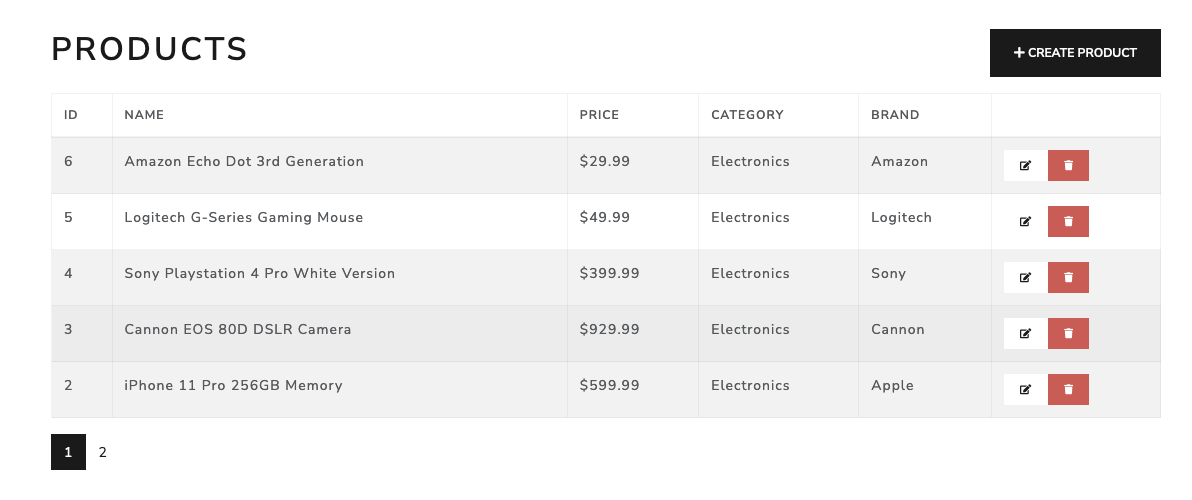 PRODUCTS
CREATE PRODUCT
ID NAME PRICE CATEGORY BRAND
6 Amazon Echo Dot 3rd Generation $29.99 Electronics Amazon
5 Logitech G-Series Gaming Mouse $49.99 Electronics Logitech
4 Sony Playstation 4 Pro White Version $399.99 Electronics Sony
3 Cannon EOS 80D DSLR Camera $929.99 Electronics Cannon
2 iPhone 11 Pro 256GB Memory $599.99 Electronics Apple
1 2